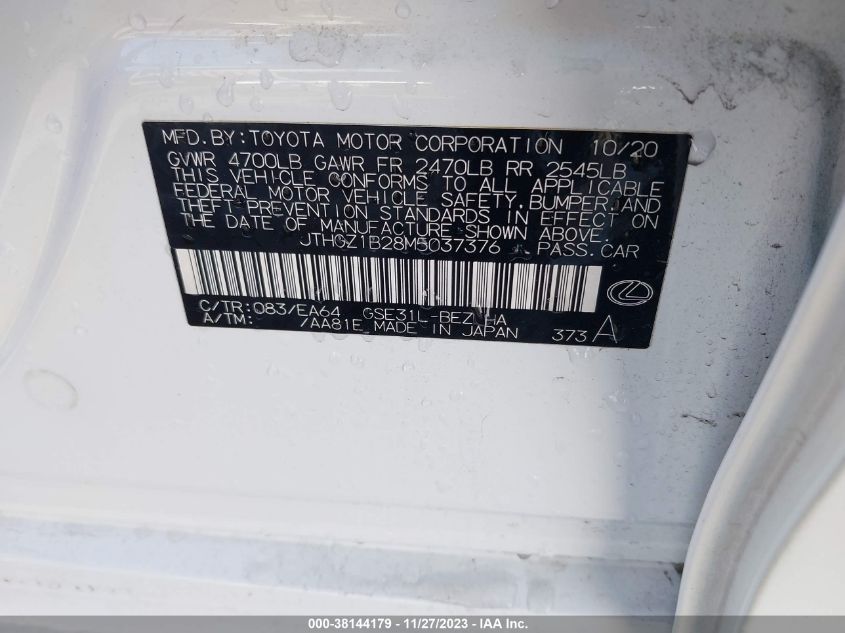 MFD.BY:TOYOTA MOTOR CORPORATION 10/20
GVWR 4700LB GAWR FR 2470LB RR 2545LB
THIS VEHICLE CONFORMS TO ALL APPLICABLE
FEDERAL MOTOR VEHICLE SAFETY,BUMPER,AND
THEFT-PREVENTION STANDARDS IN EFFECT ON
THE DATE OF MANUFACTURE SHOWN ABOVE.
JTHGZ1B28M5037376 PASS.CAR
C/TR:083/EA64 GSE31L-BEZ HA
A/TM: /AA81E MADE IN JAPAN 373 A
000-38144179 - 11/27/2023 - IAA Inc.